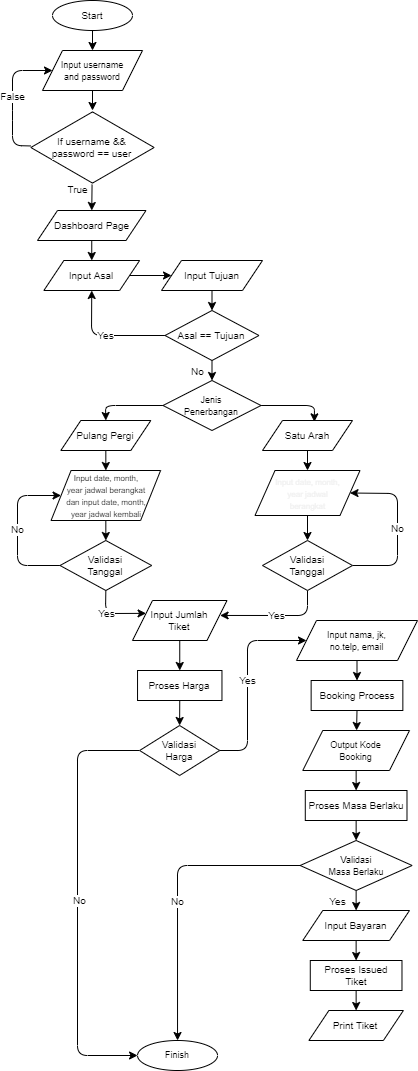 Start
Input username
and password
False
If username &&
password == user
True
Dashboard Page
Input Asal
Input Tujuan
Yes
Asal == Tujuan
No
Jenis
Penerbangan
Pulang Pergi
Satu Arah
Input date, month,
year jadwal berangkat
dan input date, month,
year jadwal kembali
Input date, month,
year jadwal
berangkat
No
No
Validasi
Tanggal
Validasi
Tanggal
Yes
Yes
Input Jumlah
Tiket
Input nama, jk,
no.telp, email
Proses Harga
Yes
Booking Process
Validasi
Harga
Output Kode
Booking
Proses Masa Berlaku
Validasi
Masa Berlaku
No
No
Yes
Input Bayaran
Proses Issued
Tiket
Print Tiket
Finish